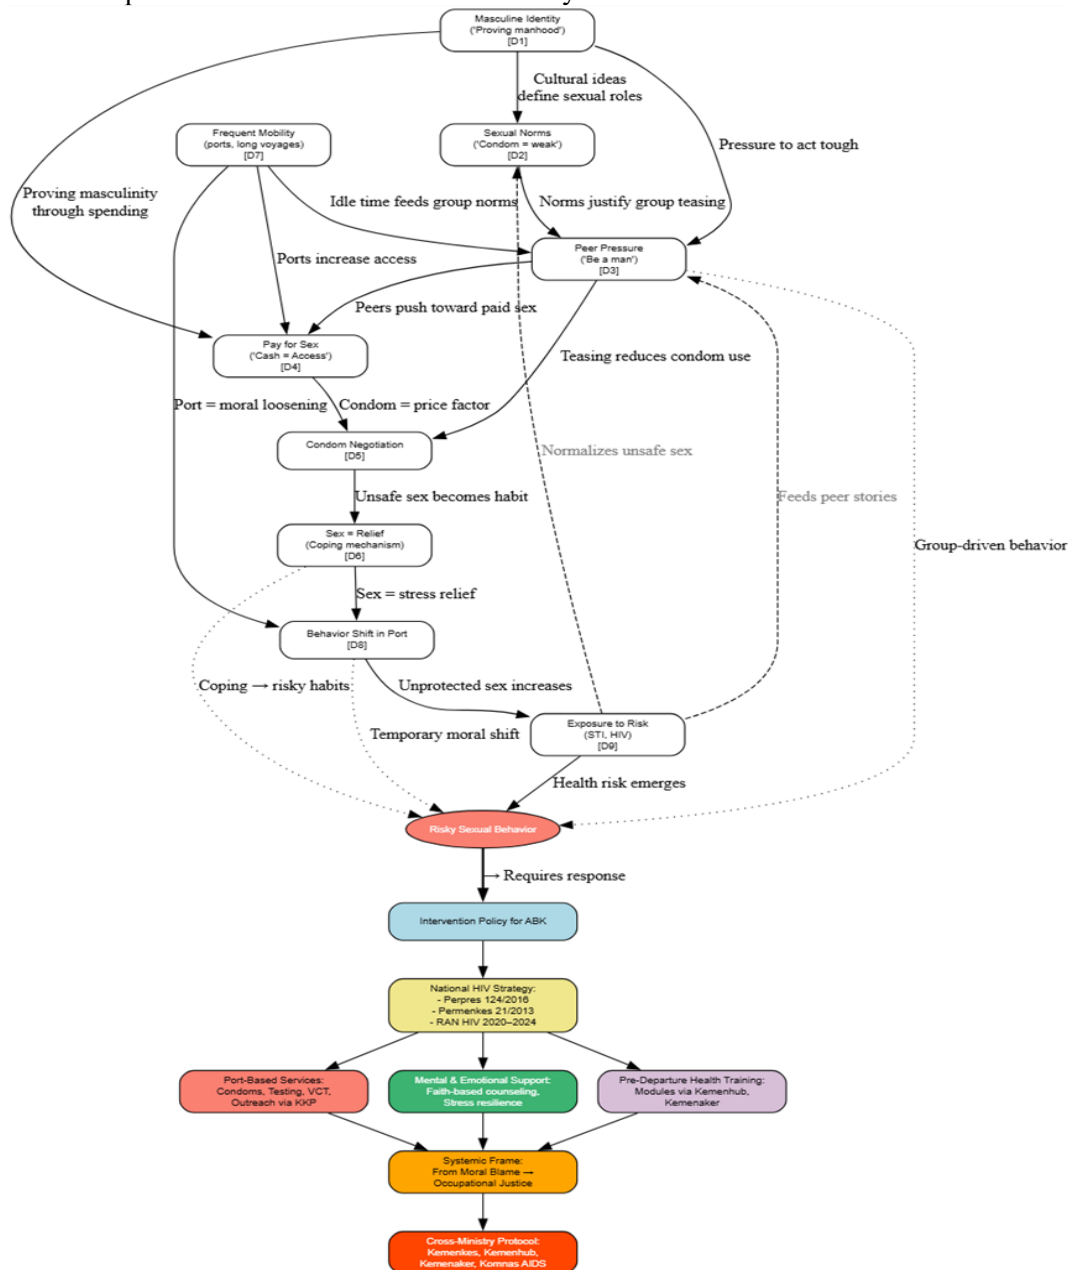 Masculine Identity
('Proving manhood')
[D1]
Cultural ideas
define sexual roles
Frequent Mobility
(ports, long voyages)
[D7]
Sexual Norms
('Condom = weak')
[D2]
Pressure to act tough
Proving masculinity
through spending
Idle time feeds group norms
Norms justify group teasing
Peer Pressure
('Be a man')
[D3]
Ports increase access
Peers push toward paid sex
Pay for Sex
('Cash = Access')
[D4]
Teasing reduces condom use
Port = moral loosening
Condom = price factor
Condom Negotiation
[D5]
Normalizes unsafe sex
Unsafe sex becomes habit
Feeds peer stories
Sex = Relief
(Coping mechanism)
[D6]
Group-driven behavior
Sex = stress relief
Behavior Shift in Port
[D8]
Coping → risky habits
Unprotected sex increases
Temporary moral shift
Exposure to Risk
(STI, HIV)
[D9]
Health risk emerges
Risky Sexual Behavior
→ Requires response
Intervention Policy for ABK
National HIV Strategy:
- Perpres 124/2016
- Permenkes 21/2013
- RAN HIV 2020–2024
Port-Based Services:
Condoms, Testing, VCT,
Outreach via KKP
Mental & Emotional Support:
Faith-based counseling,
Stress resilience
Pre-Departure Health Training:
Modules via Kemenhub,
Kemenaker
Systemic Frame:
From Moral Blame →
Occupational Justice
Cross-Ministry Protocol:
Kemenkes, Kemenhub,
Kemenaker, Komnas AIDS